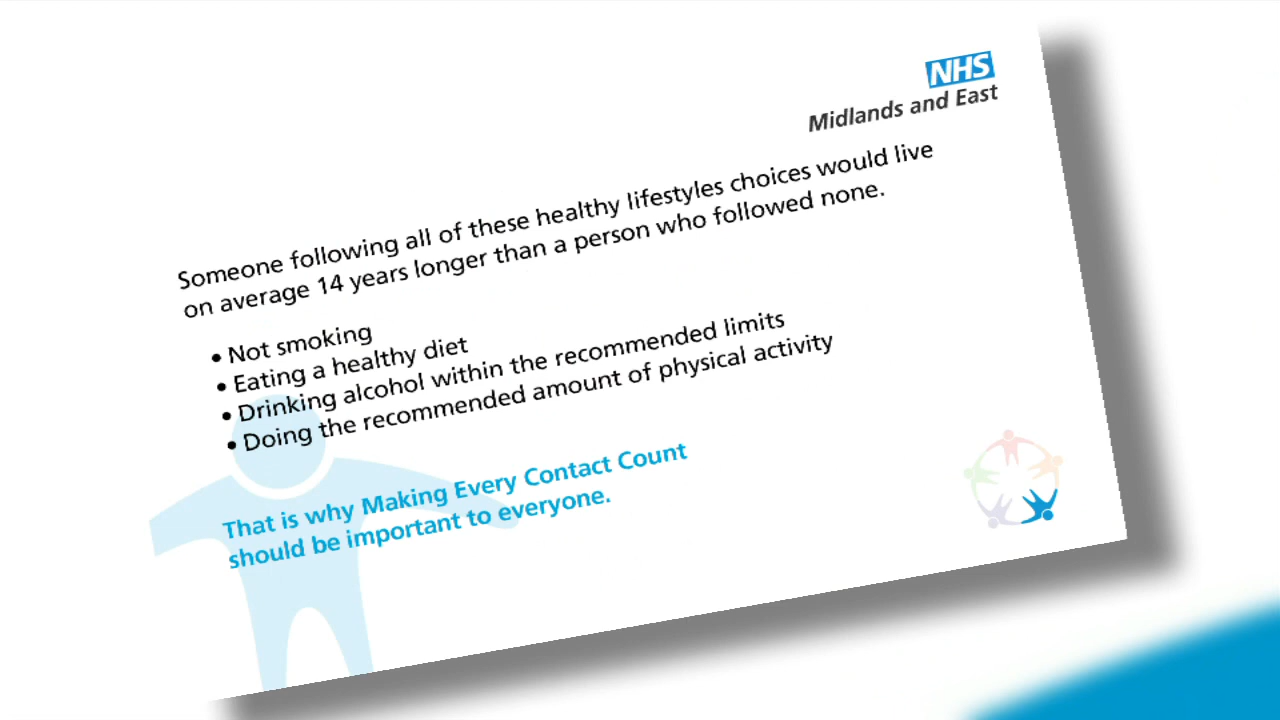 NHS
Midlands and East
Someone following all of these healthy lifestyles choices would live
on average 14 years longer than a person who followed none.
• Not smoking
• Eating a healthy diet
• Drinking alcohol within the recommended limits
• Doing the recommended amount of physical activity
That is why Making Every Contact Count
should be important to everyone.